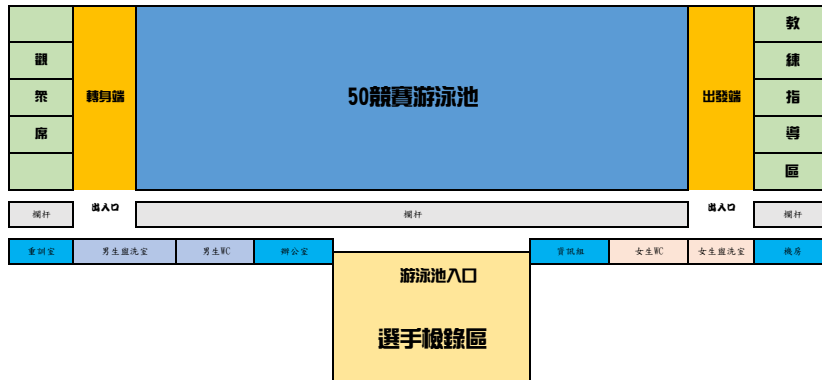 觀衆席
轉身端
50競賽游泳池
出發端
教練指導區
欄杆
出入口
欄杆
出入口
欄杆
重訓室
男生盥洗室
男生WC
辦公室
資訊組
女生WC
女生盥洗室
機房
游泳池入口
選手檢錄區